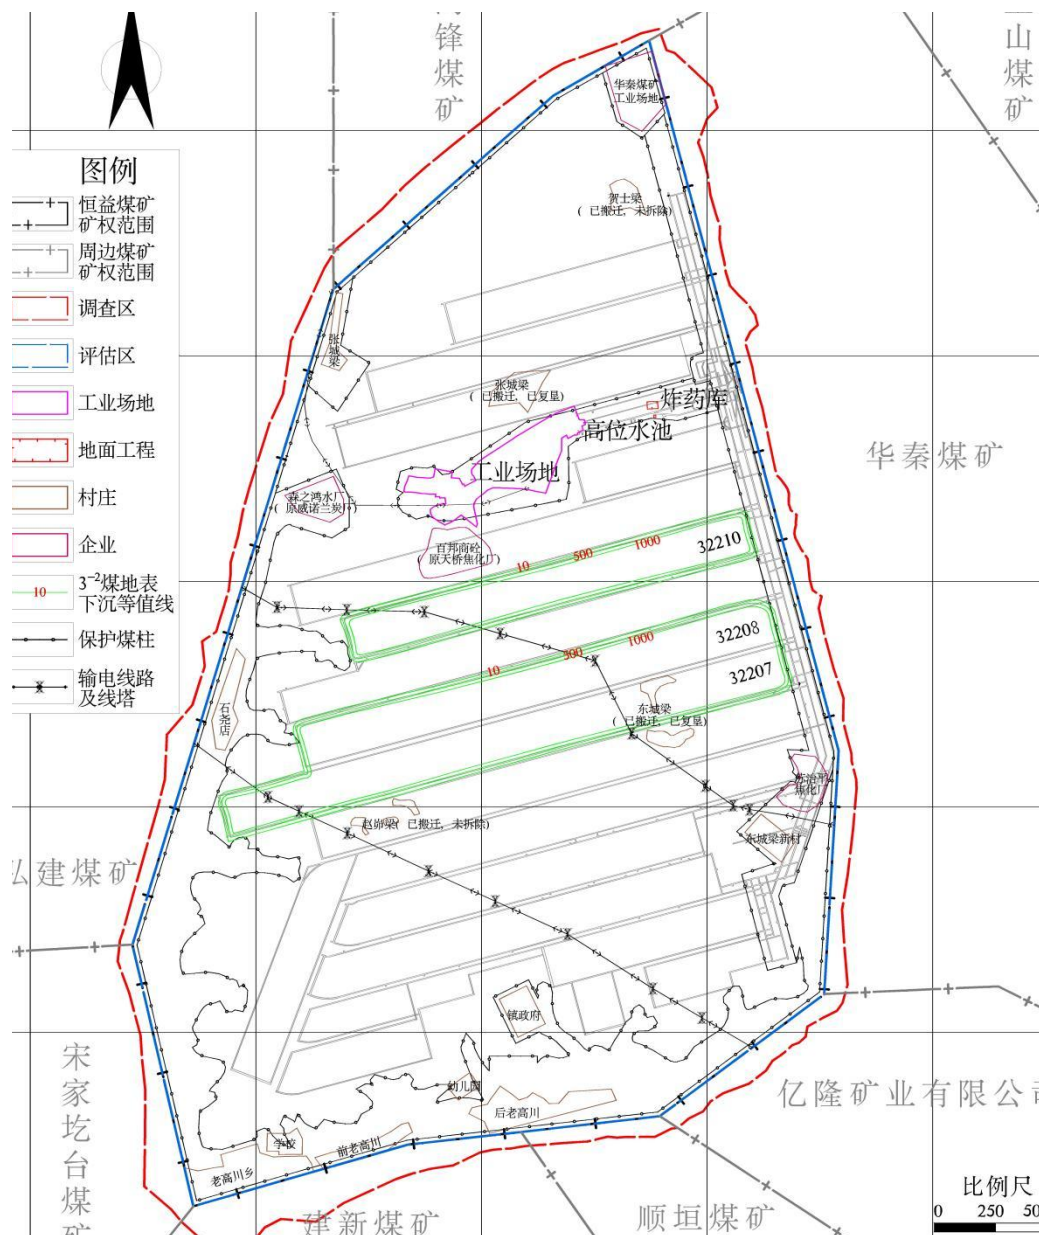 锋煤矿
山煤矿
华秦煤矿
工业场地
图例
恒益煤矿
矿权范围
周边煤矿
矿权范围
调查区
评估区
工业场地
地面工程
村庄
企业
10
3⁻²煤地表
下沉等值线
保护煤柱
输电线路
及线塔
贺士梁
(已搬迁，未拆除)
张城梁
张城梁
(已搬迁，已复垦)
炸药库
高位水池
工业场地
华秦煤矿
森之鸿水厂
(原威诺兰炭厂)
百邦商砼
(原天桥焦化厂)
10
500
1000
32210
10
500
1000
32208
32207
石尧店
东城梁
(已搬迁，已复垦)
焦化厂
赵峁梁(已搬迁，未拆除)
东城梁新村
弘建煤矿
镇政府
宋家圪台煤矿
幼儿园
后老高川
亿隆矿业有限公司
学校
前老高川
老高川乡
建新煤矿
顺垣煤矿
比例尺
0 250 50